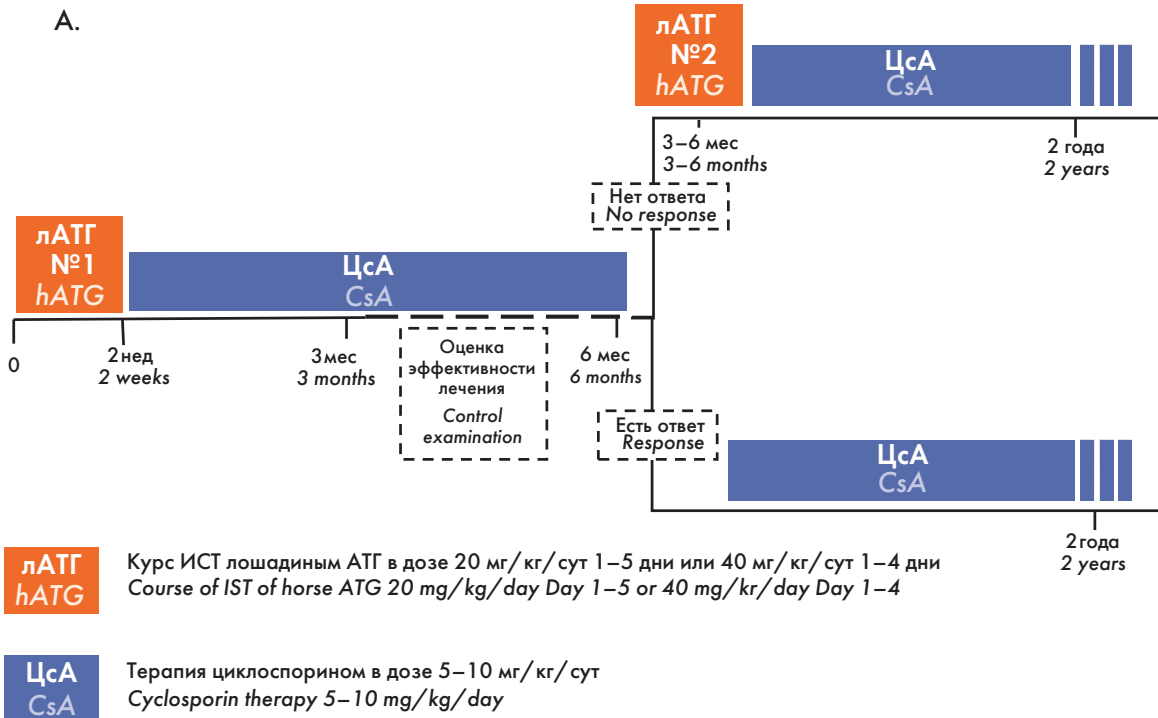 А.
лАТГ
№2
hATG
ЦсА
CsA
3–6 мес
3–6 months
2 года
2 years
Нет ответа
No response
лАТГ
№1
hATG
ЦсА
CsA
0
2 нед
2 weeks
3 мес
3 months
Оценка
эффективности
лечения
Control
examination
6 мес
6 months
Есть ответ
Response
ЦсА
CsA
2 года
2 years
лАТГ
hATG
Курс ИСТ лошадиным АТГ в дозе 20 мг/кг/сут 1–5 дни или 40 мг/кг/сут 1–4 дни
Course of IST of horse ATG 20 mg/kg/day Day 1–5 or 40 mg/kr/day Day 1–4
ЦсА
CsA
Терапия циклоспорином в дозе 5–10 мг/кг/сут
Cyclosporin therapy 5–10 mg/kg/day